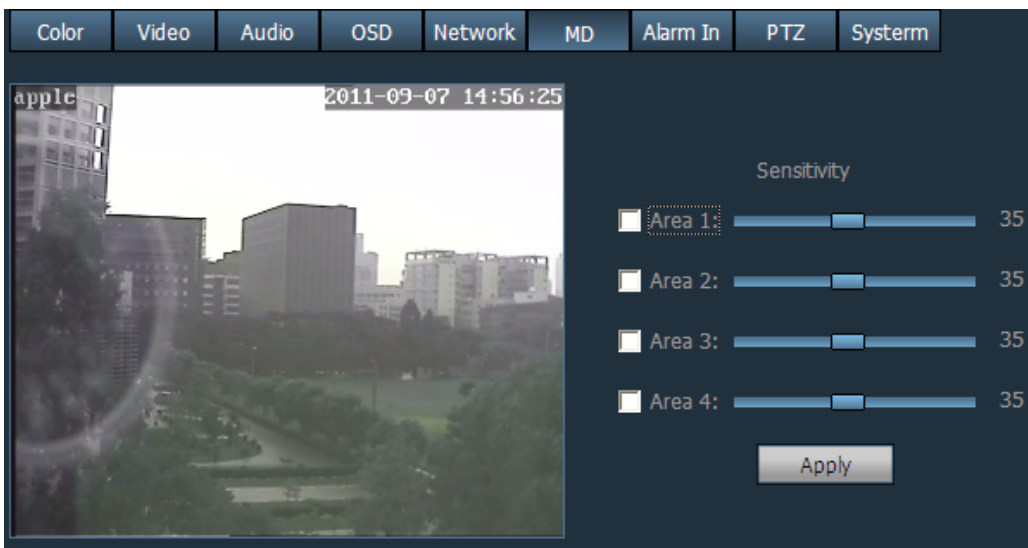 Color Video Audio OSD Network MD Alarm In PTZ Systerm
apple 2011-09-07 14:56:25
Sensitivity
Area 1: 35
Area 2: 35
Area 3: 35
Area 4: 35
Apply